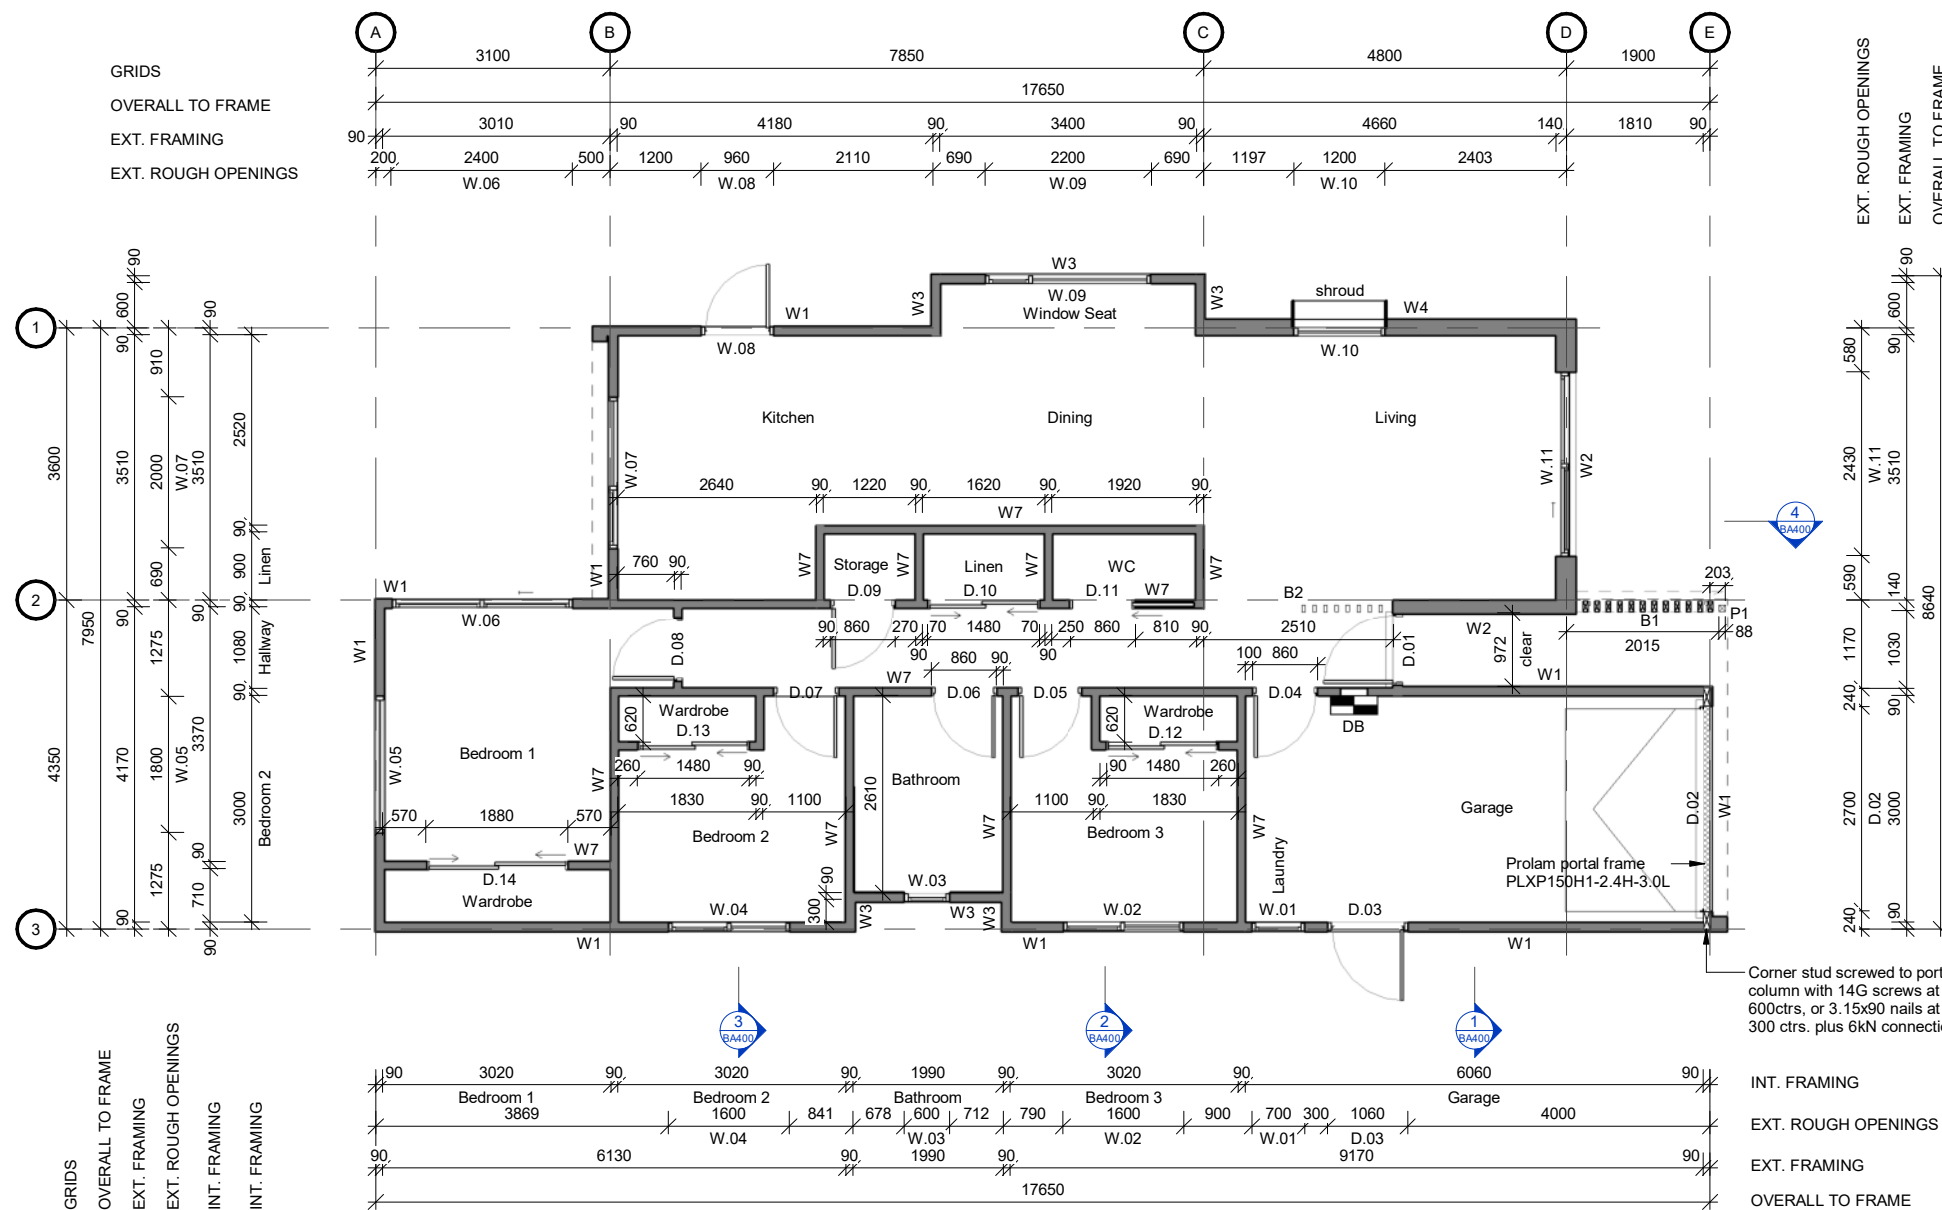 A B C D E
GRIDS 3100 7850 4800 1900
OVERALL TO FRAME 17650
EXT. FRAMING 90 3010 90 4180 90 3400 90 4660 140 1810 90
EXT. ROUGH OPENINGS 200 2400 500 1200 960 2110 690 2200 690 1197 1200 2403
W.06 W.08 W.09 W.10
EXT. ROUGH OPENINGS
EXT. FRAMING
OVERALL TO FRAME
1
2
3
3600 4350
7950
90 600 90 3510 90 4170 90
910 2000 690 1275 1800 1275
W.07 W.05
90 3510 90 3370 90 710 90
2520 90 900 90 1080 90 3000
Linen Hallway Bedroom 2
W3
W.09
Window Seat
W3 W3
shroud
W4
W1
W.08
W.10
Kitchen Dining Living
W.07
W.11
W2
2640 90 1220 90 1620 90 1920 90
W7
760 90
W7 W7 W7 W7
Storage Linen WC
D.09 D.10 D.11 W7
W1
W1
W.06
W1
B2
203
P1
B1
88
2015
D.08
90 860 270 70 1480 70 250 860 810 90 2510
90 90
860 90
100 860
D.01
W2
972
clear
W1
W7
D.07 D.06 D.05 D.04
DB
620
Wardrobe
D.13
620
Wardrobe
D.12
Bedroom 1
W.05
W7
260 1480 90
90 1480 260
Bathroom
2610
1830 90 1100
1100 90 1830
Bedroom 2
Bedroom 3
W7
W7
W7
Garage
D.02
W1
570 1880 570
W7
D.14
Wardrobe
Laundry
Prolam portal frame
PLXP150H1-2.4H-3.0L
90
300
W.04 W.03 W.02 W.01 D.03
W3 W3 W3
W1 W1 W1
4
BA400
580 2430 1590 1170 240 2700 240
W.11 D.02
90 600 90 3510 140 1030 90 3000 90
8640
Corner stud screwed to port
column with 14G screws at
600ctrs, or 3.15x90 nails at
300 ctrs. plus 6kN connecti
3
BA400
2
BA400
1
BA400
GRIDS
OVERALL TO FRAME
EXT. FRAMING
EXT. ROUGH OPENINGS
INT. FRAMING
INT. FRAMING
90 3020 90 3020 90 1990 90 3020 90 6060 90 INT. FRAMING
Bedroom 1 Bedroom 2 Bathroom Bedroom 3 Garage
3869 1600 841 678 600 712 790 1600 900 700 300 1060 4000 EXT. ROUGH OPENINGS
W.04 W.03 W.02 W.01 D.03
90 6130 90 1990 90 9170 90 EXT. FRAMING
17650 OVERALL TO FRAME